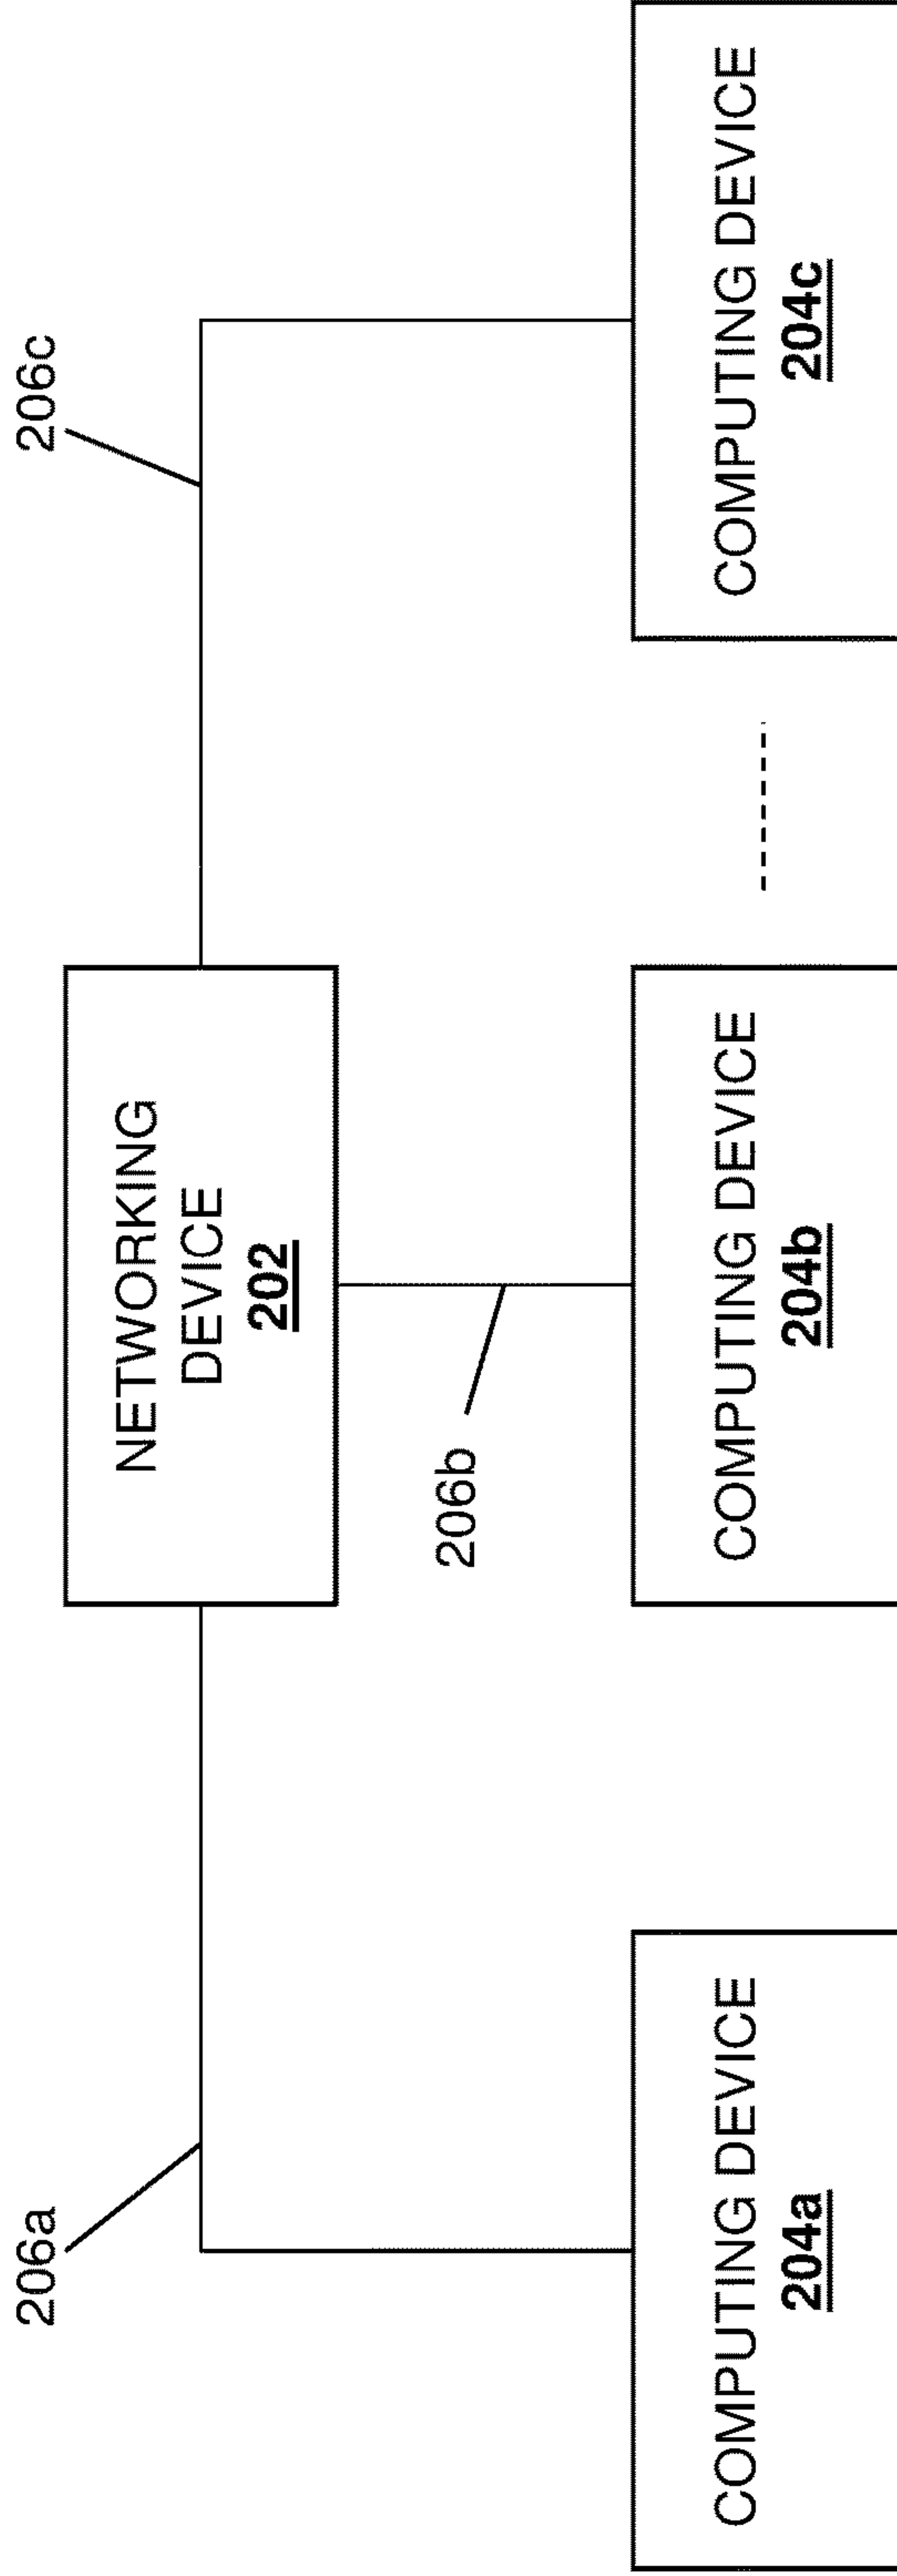 206a
206c
NETWORKING
DEVICE
202
206b
COMPUTING DEVICE
204a
COMPUTING DEVICE
204b
COMPUTING DEVICE
204c